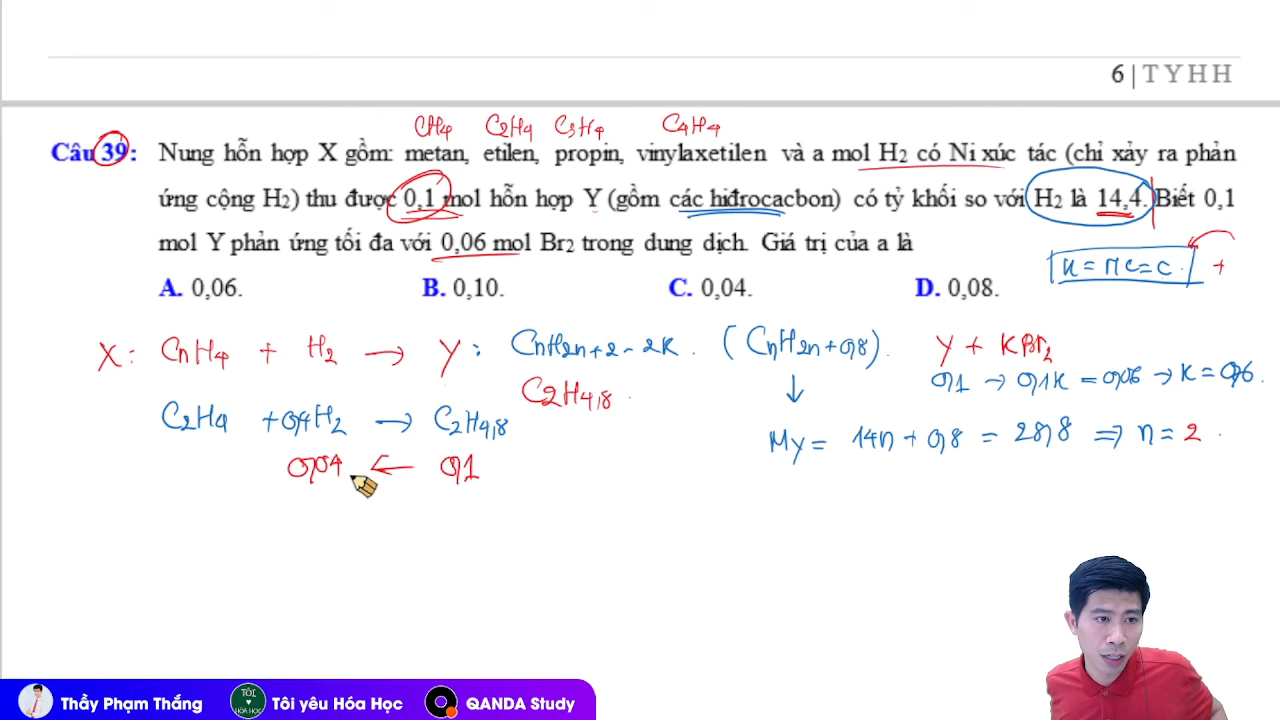 6 | T Y H H
CH4 C2H4 C3H4 C4H4
Câu 39: Nung hỗn hợp X gồm: metan, etilen, propin, vinylaxetilen và a mol H2 có Ni xúc tác (chỉ xảy ra phản
ứng cộng H2) thu được 0,1 mol hỗn hợp Y (gồm các hiđrocacbon) có tỷ khối so với H2 là 14,4. Biết 0,1
mol Y phản ứng tối đa với 0,06 mol Br2 trong dung dịch. Giá trị của a là
K = πC=C. +
A. 0,06. B. 0,10. C. 0,04. D. 0,08.
X: CnH4 + H2 → Y: CnH2n+2-2K. (CnH2n+0,8). Y + KBr2
C2H4,8. 0,1 → 0,1K = 0,06 → K = 0,6.
C2H4 + 0,4H2 → C2H4,8 ↓
MY = 14n + 0,8 = 28,8 ⇒ n = 2.
0,04 ← 0,1
Thầy Phạm Thắng TÔI ♥ HÓA HỌC Tôi yêu Hóa Học QANDA Study